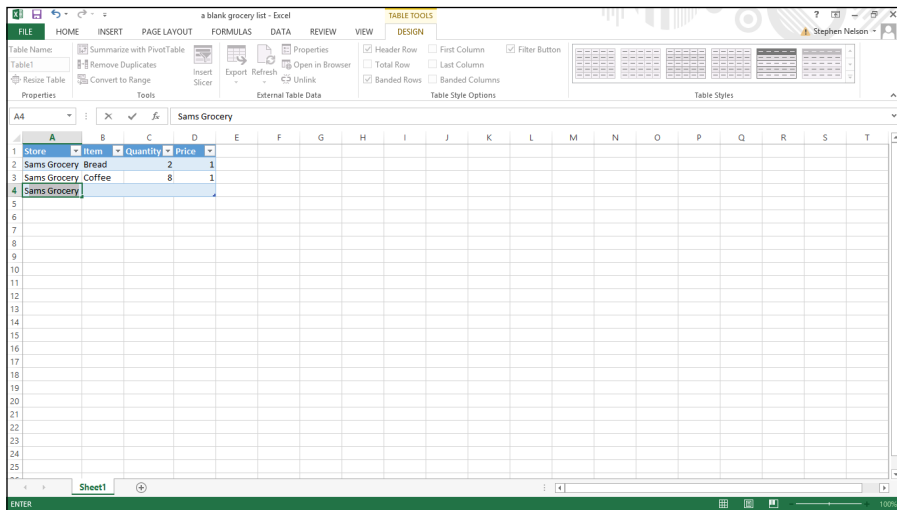 a blank grocery list - Excel
TABLE TOOLS
?
FILE HOME INSERT PAGE LAYOUT FORMULAS DATA REVIEW VIEW DESIGN
Stephen Nelson
Table Name:
Table1
Resize Table
Properties
Summarize with PivotTable
Remove Duplicates
Convert to Range
Insert Slicer
Tools
Export Refresh
Properties
Open in Browser
Unlink
External Table Data
Header Row First Column Filter Button
Total Row Last Column
Banded Rows Banded Columns
Table Style Options
Table Styles
A4 fx Sams Grocery
A B C D E F G H I J K L M N O P Q R S T
1 Store Item Quantity Price
2 Sams Grocery Bread 2 1
3 Sams Grocery Coffee 8 1
4 Sams Grocery
5
6
7
8
9
10
11
12
13
14
15
16
17
18
19
20
21
22
23
24
25
Sheet1
ENTER 100%